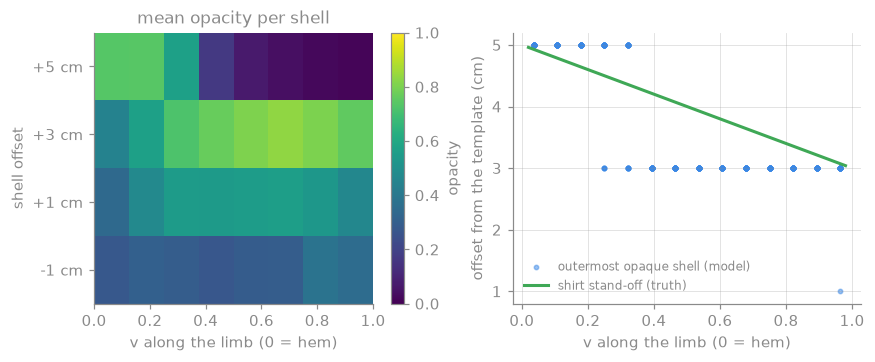 mean opacity per shell
shell offset
+5 cm
+3 cm
+1 cm
-1 cm
0.0 0.2 0.4 0.6 0.8 1.0
v along the limb (0 = hem)
1.0
0.8
0.6
0.4
0.2
0.0
opacity
offset from the template (cm)
5
4
3
2
1
outermost opaque shell (model)
shirt stand-off (truth)
0.0 0.2 0.4 0.6 0.8 1.0
v along the limb (0 = hem)